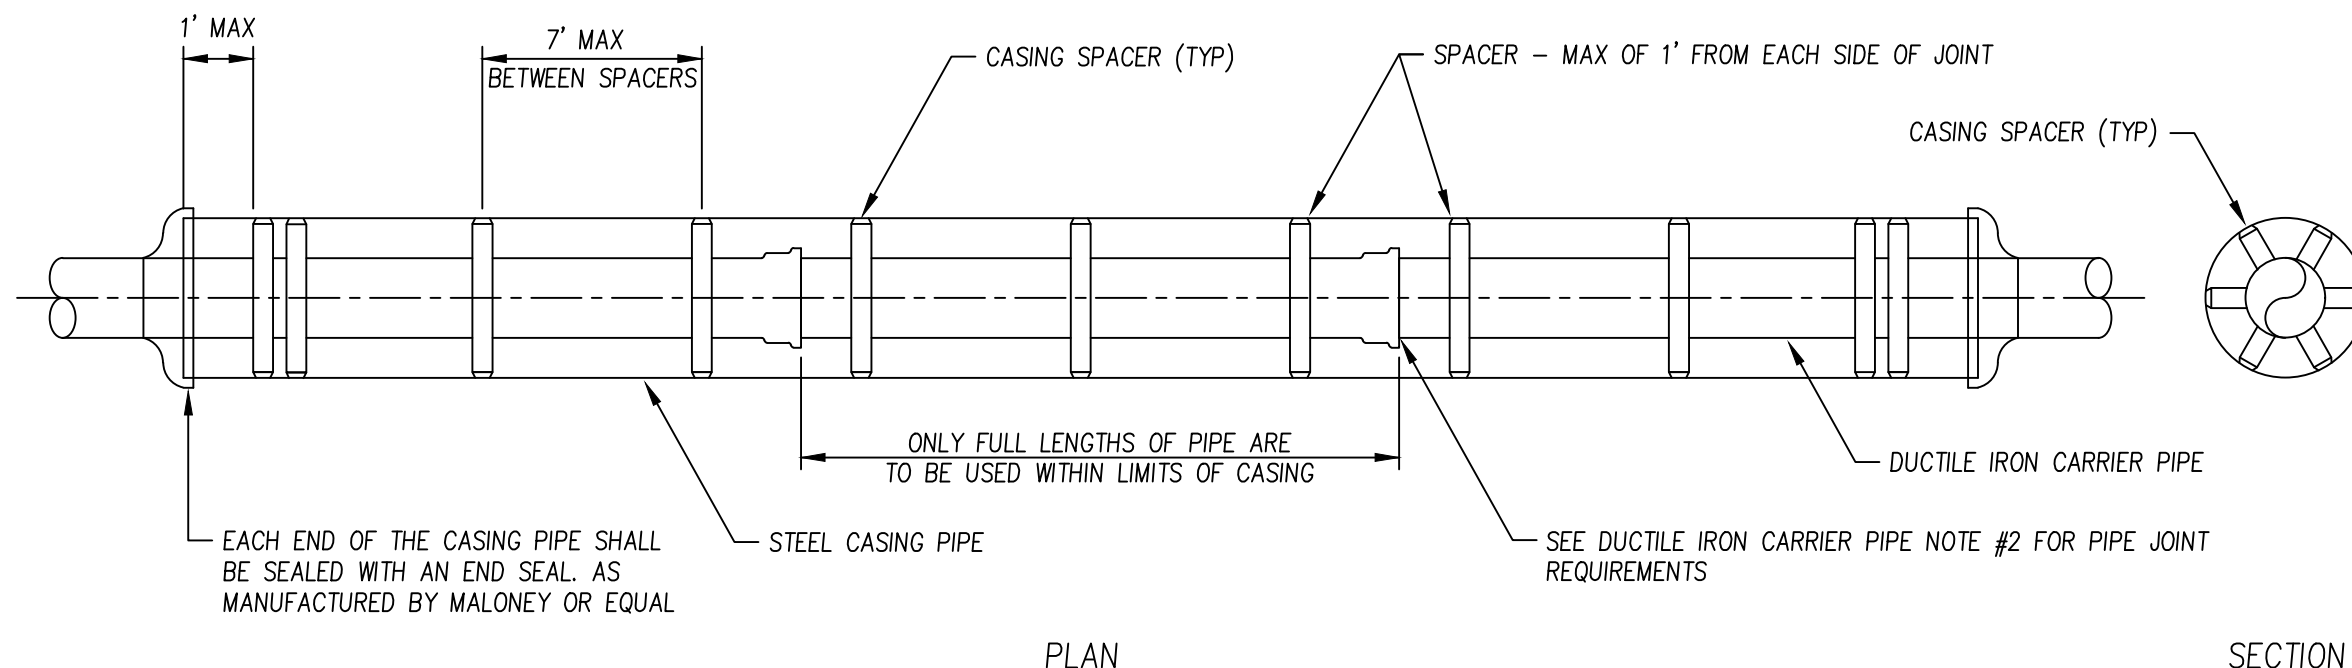 1' MAX
7' MAX
BETWEEN SPACERS
CASING SPACER (TYP)
SPACER – MAX OF 1' FROM EACH SIDE OF JOINT
CASING SPACER (TYP)
ONLY FULL LENGTHS OF PIPE ARE
TO BE USED WITHIN LIMITS OF CASING
DUCTILE IRON CARRIER PIPE
EACH END OF THE CASING PIPE SHALL
BE SEALED WITH AN END SEAL. AS
MANUFACTURED BY MALONEY OR EQUAL
STEEL CASING PIPE
SEE DUCTILE IRON CARRIER PIPE NOTE #2 FOR PIPE JOINT
REQUIREMENTS
PLAN
SECTION